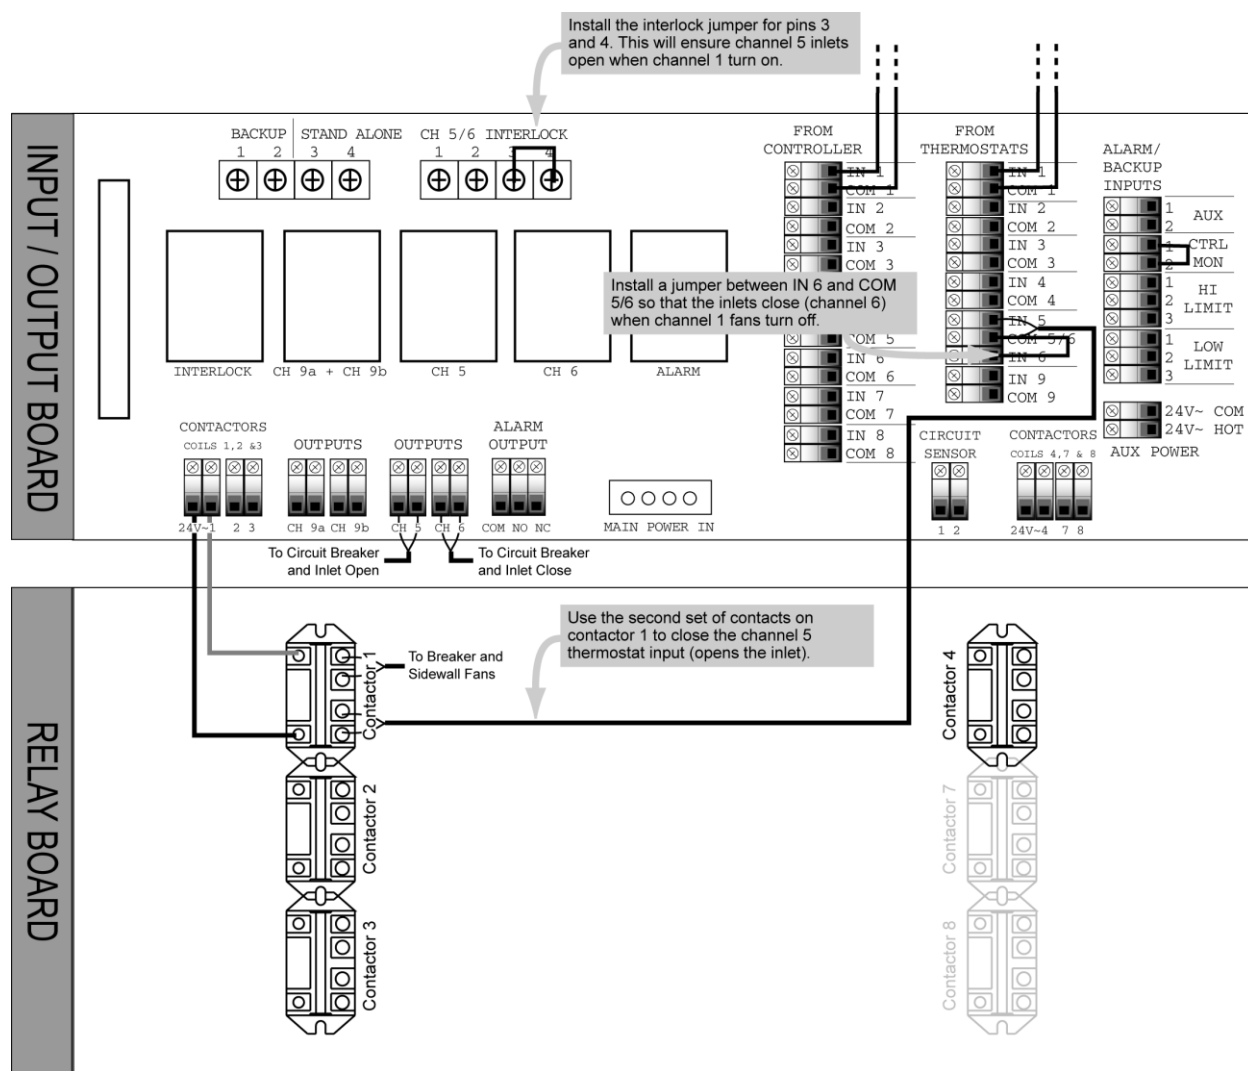 Install the interlock jumper for pins 3
and 4. This will ensure channel 5 inlets
open when channel 1 turn on.
INPUT / OUTPUT BOARD
BACKUP STAND ALONE
1 2 3 4
CH 5/6 INTERLOCK
1 2 3 4
FROM
CONTROLLER
IN 1
COM 1
IN 2
COM 2
IN 3
COM 3
COM 5
IN 6
COM 6
IN 7
COM 7
IN 8
COM 8
FROM
THERMOSTATS
IN 1
COM 1
IN 2
COM 2
IN 3
COM 3
IN 4
COM 4
IN 5
COM 5/6
IN 6
IN 9
COM 9
ALARM/
BACKUP
INPUTS
1
2
AUX
1
2
CTRL
MON
1
2
3
HI
LIMIT
1
2
3
LOW
LIMIT
24V~ COM
24V~ HOT
AUX POWER
Install a jumper between IN 6 and COM
5/6 so that the inlets close (channel 6)
when channel 1 fans turn off.
INTERLOCK
CH 9a + CH 9b
CH 5
CH 6
ALARM
CONTACTORS
COILS 1,2 &3
24V~1 2 3
OUTPUTS
CH 9a CH 9b
OUTPUTS
CH 5 CH 6
ALARM
OUTPUT
COM NO NC
MAIN POWER IN
CIRCUIT
SENSOR
1 2
CONTACTORS
COILS 4,7 & 8
24V~4 7 8
To Circuit Breaker
and Inlet Open
To Circuit Breaker
and Inlet Close
RELAY BOARD
Use the second set of contacts on
contactor 1 to close the channel 5
thermostat input (opens the inlet).
To Breaker and
Sidewall Fans
Contactor 1
Contactor 2
Contactor 3
Contactor 4
Contactor 7
Contactor 8